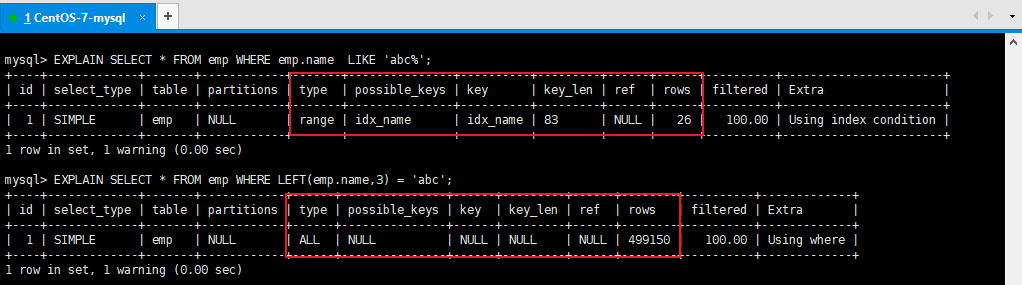 1 CentOS-7-mysql × +
mysql> EXPLAIN SELECT * FROM emp WHERE emp.name  LIKE 'abc%';
+----+-------------+-------+------------+-------+---------------+----------+---------+------+------+----------+-----------------------+
| id | select_type | table | partitions | type  | possible_keys | key      | key_len | ref  | rows | filtered | Extra                 |
+----+-------------+-------+------------+-------+---------------+----------+---------+------+------+----------+-----------------------+
|  1 | SIMPLE      | emp   | NULL       | range | idx_name      | idx_name | 83      | NULL |   26 |   100.00 | Using index condition |
+----+-------------+-------+------------+-------+---------------+----------+---------+------+------+----------+-----------------------+
1 row in set, 1 warning (0.00 sec)
mysql> EXPLAIN SELECT * FROM emp WHERE LEFT(emp.name,3) = 'abc';
+----+-------------+-------+------------+------+---------------+------+---------+------+--------+----------+-------------+
| id | select_type | table | partitions | type | possible_keys | key  | key_len | ref  | rows   | filtered | Extra       |
+----+-------------+-------+------------+------+---------------+------+---------+------+--------+----------+-------------+
|  1 | SIMPLE      | emp   | NULL       | ALL  | NULL          | NULL | NULL    | NULL | 499150 |   100.00 | Using where |
+----+-------------+-------+------------+------+---------------+------+---------+------+--------+----------+-------------+
1 row in set, 1 warning (0.00 sec)